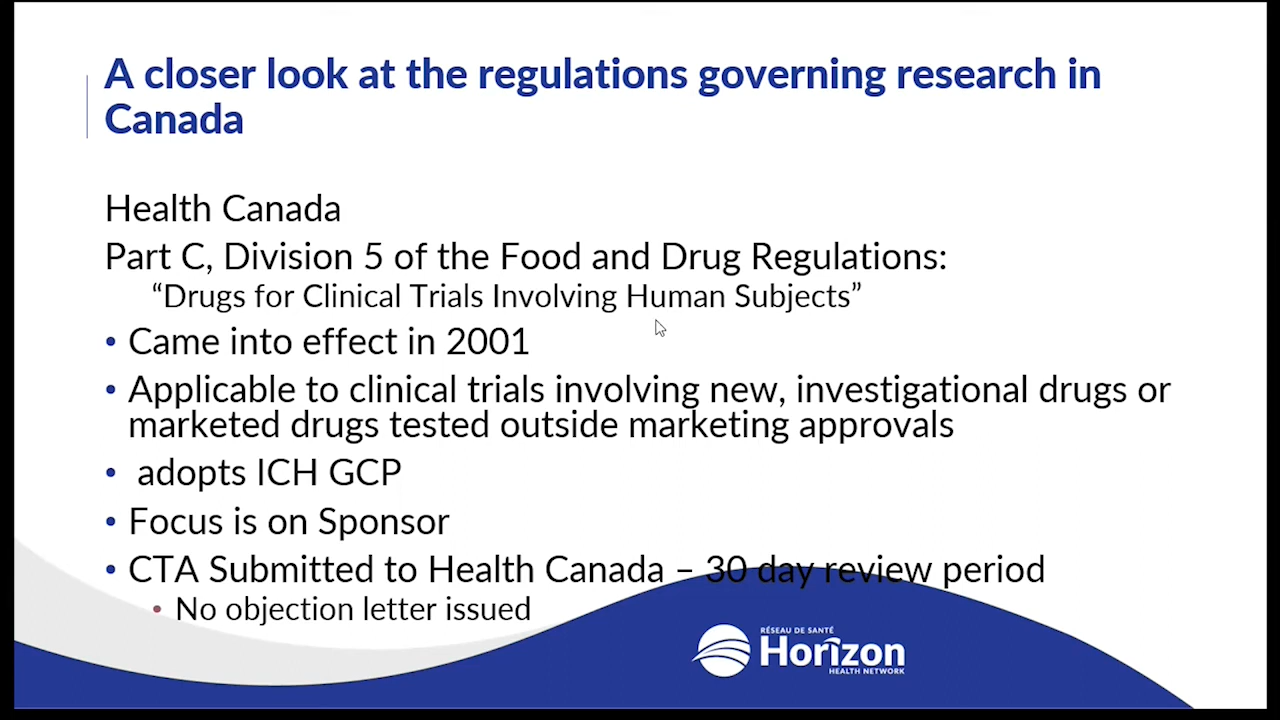 A closer look at the regulations governing research in
Canada
Health Canada
Part C, Division 5 of the Food and Drug Regulations:
“Drugs for Clinical Trials Involving Human Subjects”
• Came into effect in 2001
• Applicable to clinical trials involving new, investigational drugs or
marketed drugs tested outside marketing approvals
• adopts ICH GCP
• Focus is on Sponsor
• CTA Submitted to Health Canada – 30 day review period
• No objection letter issued
RÉSEAU DE SANTÉ
Horizon
HEALTH NETWORK